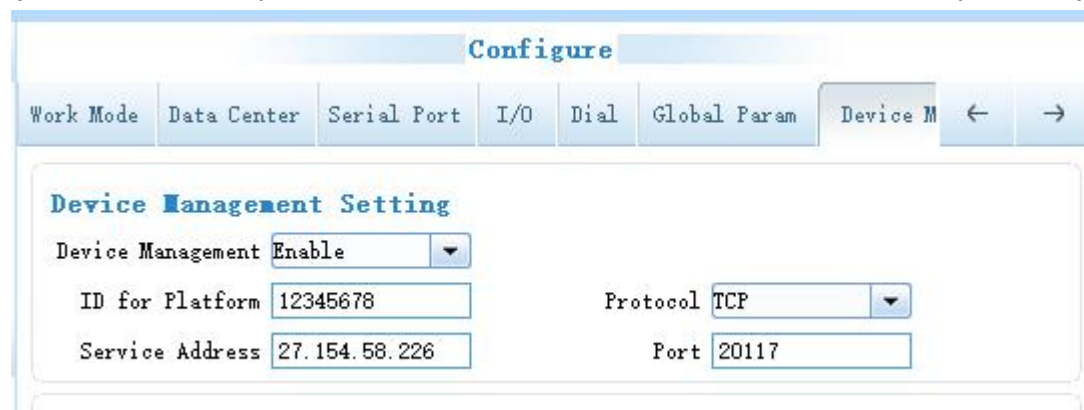 Configure
Work Mode Data Center Serial Port I/O Dial Global Param Device M ← →
Device Management Setting
Device Management Enable
ID for Platform 12345678 Protocol TCP
Service Address 27.154.58.226 Port 20117